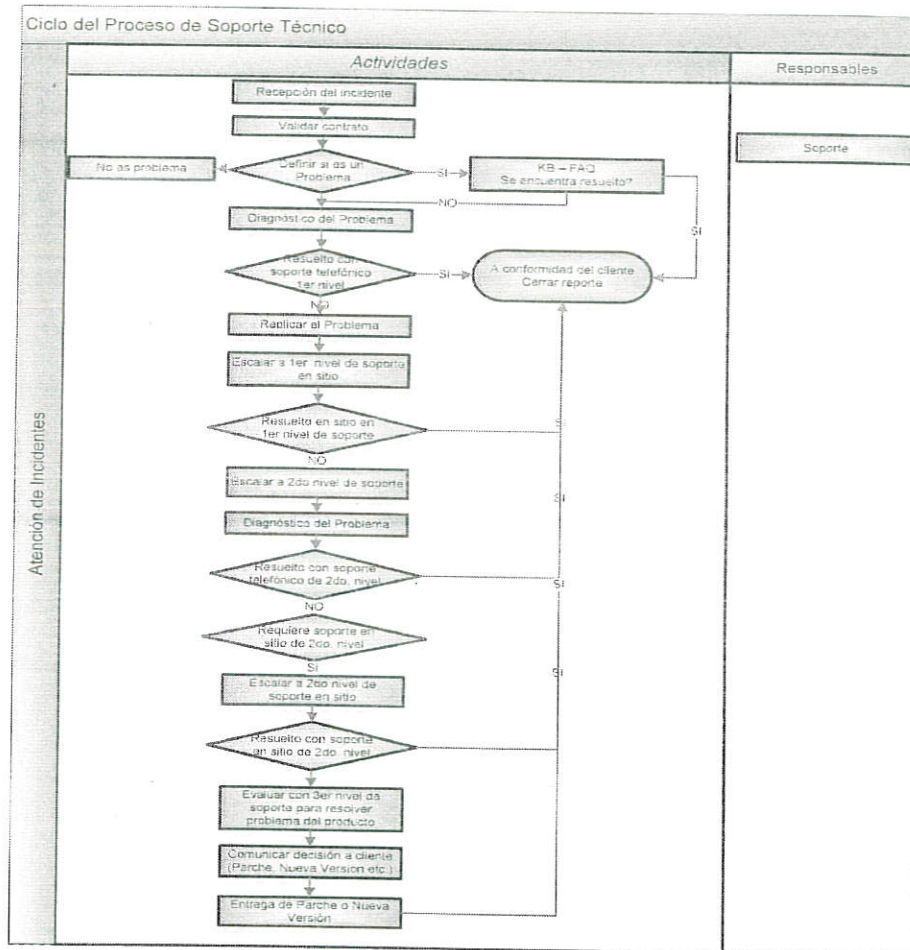 Ciclo del Proceso de Soporte Técnico
Actividades
Responsables
Atención de Incidentes
Recepción del incidente
Validar contrato
Definir si es un
Problema
No es problema
SI
KB – FAQ
Se encuentra resuelto?
NO
SI
Soporte
Diagnóstico del Problema
Resuelto con
soporte telefónico
1er nivel
SI
A conformidad del cliente
Cerrar reporte
NO
Replicar el Problema
Escalar a 1er. nivel de soporte
en sitio
Resuelto en sitio en
1er nivel de soporte
SI
NO
Escalar a 2do nivel de soporte
SI
Diagnóstico del Problema
Resuelto con soporte
telefónico de 2do. nivel
SI
NO
Requiere soporte en
sitio de 2do. nivel
SI
SI
Escalar a 2do nivel de
soporte en sitio
Resuelto con soporte
en sitio de 2do. nivel
Evaluar con 3er nivel de
soporte para resolver
problema del producto
Comunicar decisión a cliente
(Parche, Nueva Version etc.)
Entrega de Parche o Nueva
Versión